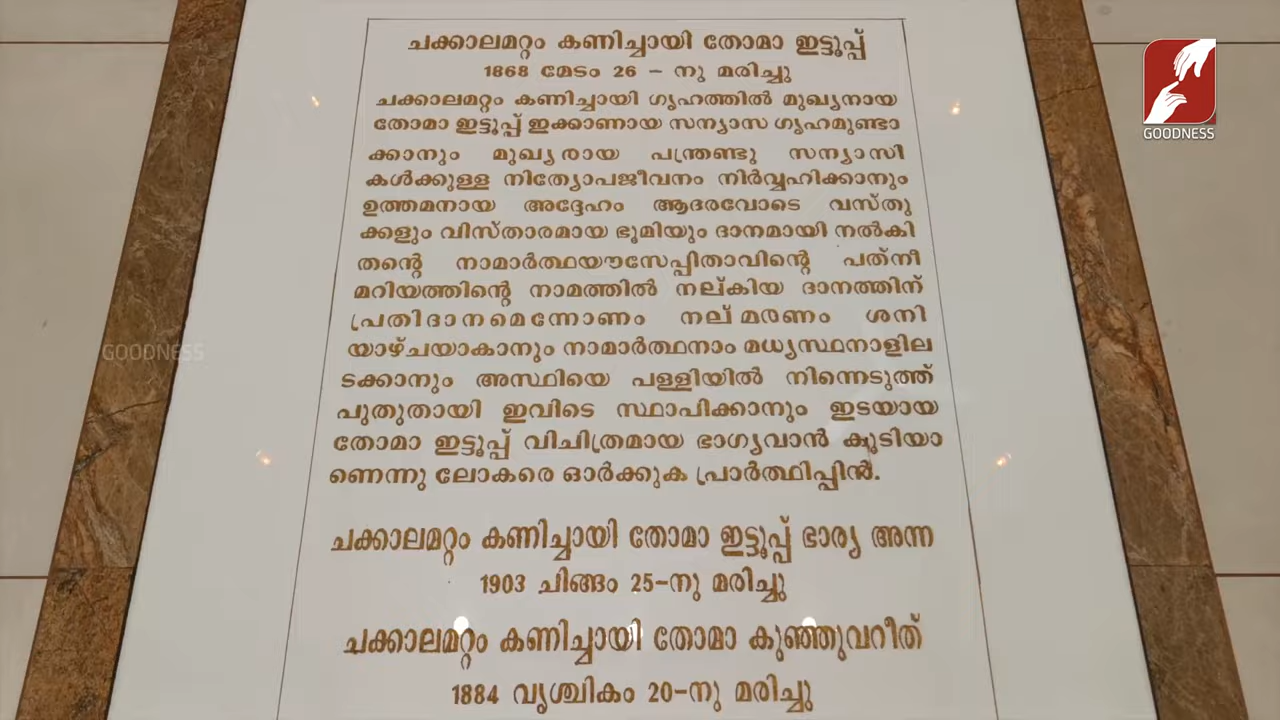 ചക്കാലമറ്റം കണിച്ചായി തോമാ ഇട്ടൂപ്പ്
1868 മേടം 26 - നു മരിച്ചു
ചക്കാലമറ്റം കണിച്ചായി ഗൃഹത്തിൽ മുഖ്യനായ
തോമാ ഇട്ടൂപ്പ് ഇക്കാണായ സന്യാസ ഗൃഹമുണ്ടാ
ക്കാനും മുഖ്യരായ പന്ത്രണ്ടു സന്യാസി
കൾക്കുള്ള നിത്യോപജീവനം നിർവ്വഹിക്കാനും
ഉത്തമനായ അദ്ദേഹം ആദരവോടെ വസ്തു
ക്കളും വിസ്താരമായ ഭൂമിയും ദാനമായി നൽകി
തന്റെ നാമാർത്ഥയൗസേപ്പിതാവിന്റെ പത്നീ
മറിയത്തിന്റെ നാമത്തിൽ നല്കിയ ദാനത്തിന്
പ്രതിദാനമെന്നോണം നല് മരണം ശനി
യാഴ്ചയാകാനും നാമാർത്ഥനാം മധ്യസ്ഥനാളില
ടക്കാനും അസ്ഥിയെ പള്ളിയിൽ നിന്നെടുത്ത്
പുതുതായി ഇവിടെ സ്ഥാപിക്കാനും ഇടയായ
തോമാ ഇട്ടൂപ്പ് വിചിത്രമായ ഭാഗ്യവാൻ കൂടിയാ
ണെന്നു ലോകരെ ഓർക്കുക പ്രാർത്ഥിപ്പിൻ.
ചക്കാലമറ്റം കണിച്ചായി തോമാ ഇട്ടൂപ്പ് ഭാര്യ അന്ന
1903 ചിങ്ങം 25-നു മരിച്ചു
ചക്കാലമറ്റം കണിച്ചായി തോമാ കുഞ്ഞുവറീത്
1884 വൃശ്ചികം 20-നു മരിച്ചു
GOODNESS
GOODNESS